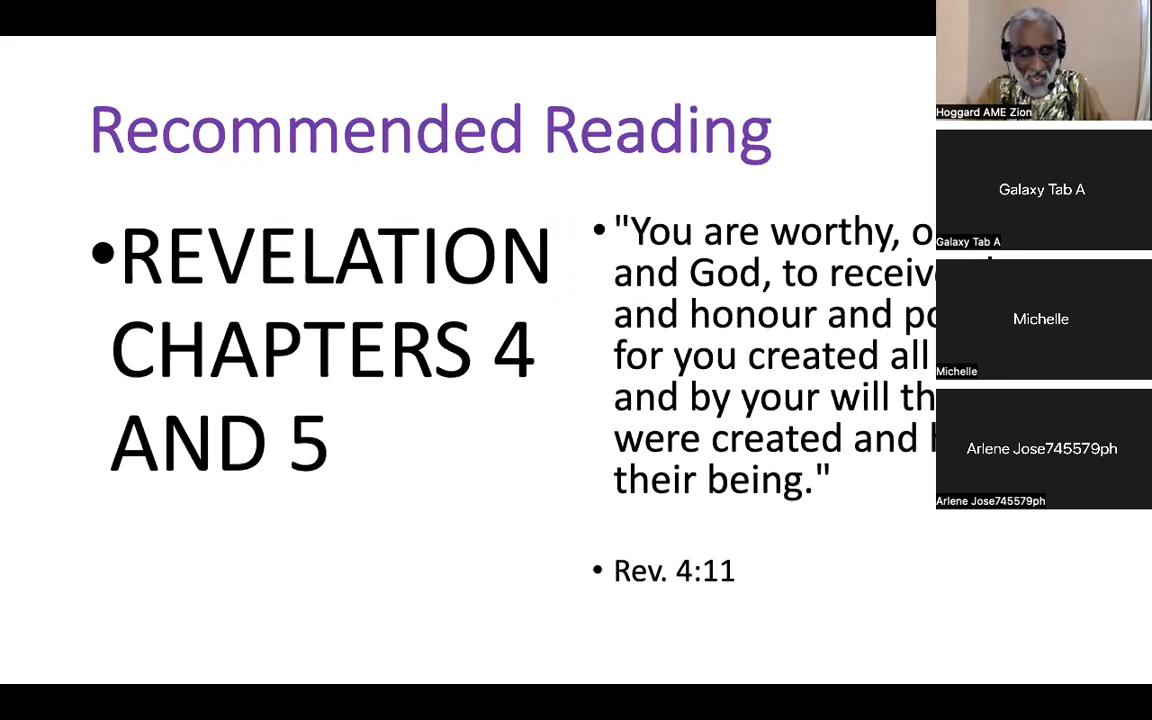 Recommended Reading
•REVELATION
CHAPTERS 4
AND 5
• "You are worthy, o
and God, to receive
and honour and po
for you created all
and by your will th
were created and h
their being."
• Rev. 4:11
Hoggard AME Zion
Galaxy Tab A
Galaxy Tab A
Michelle
Michelle
Arlene Jose745579ph
Arlene Jose745579ph